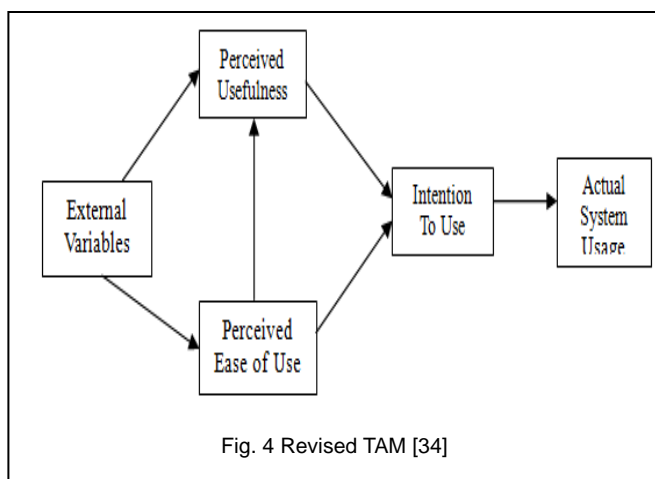 Perceived
Usefulness
External
Variables
Intention
To Use
Actual
System
Usage
Perceived
Ease of Use
Fig. 4 Revised TAM [34]